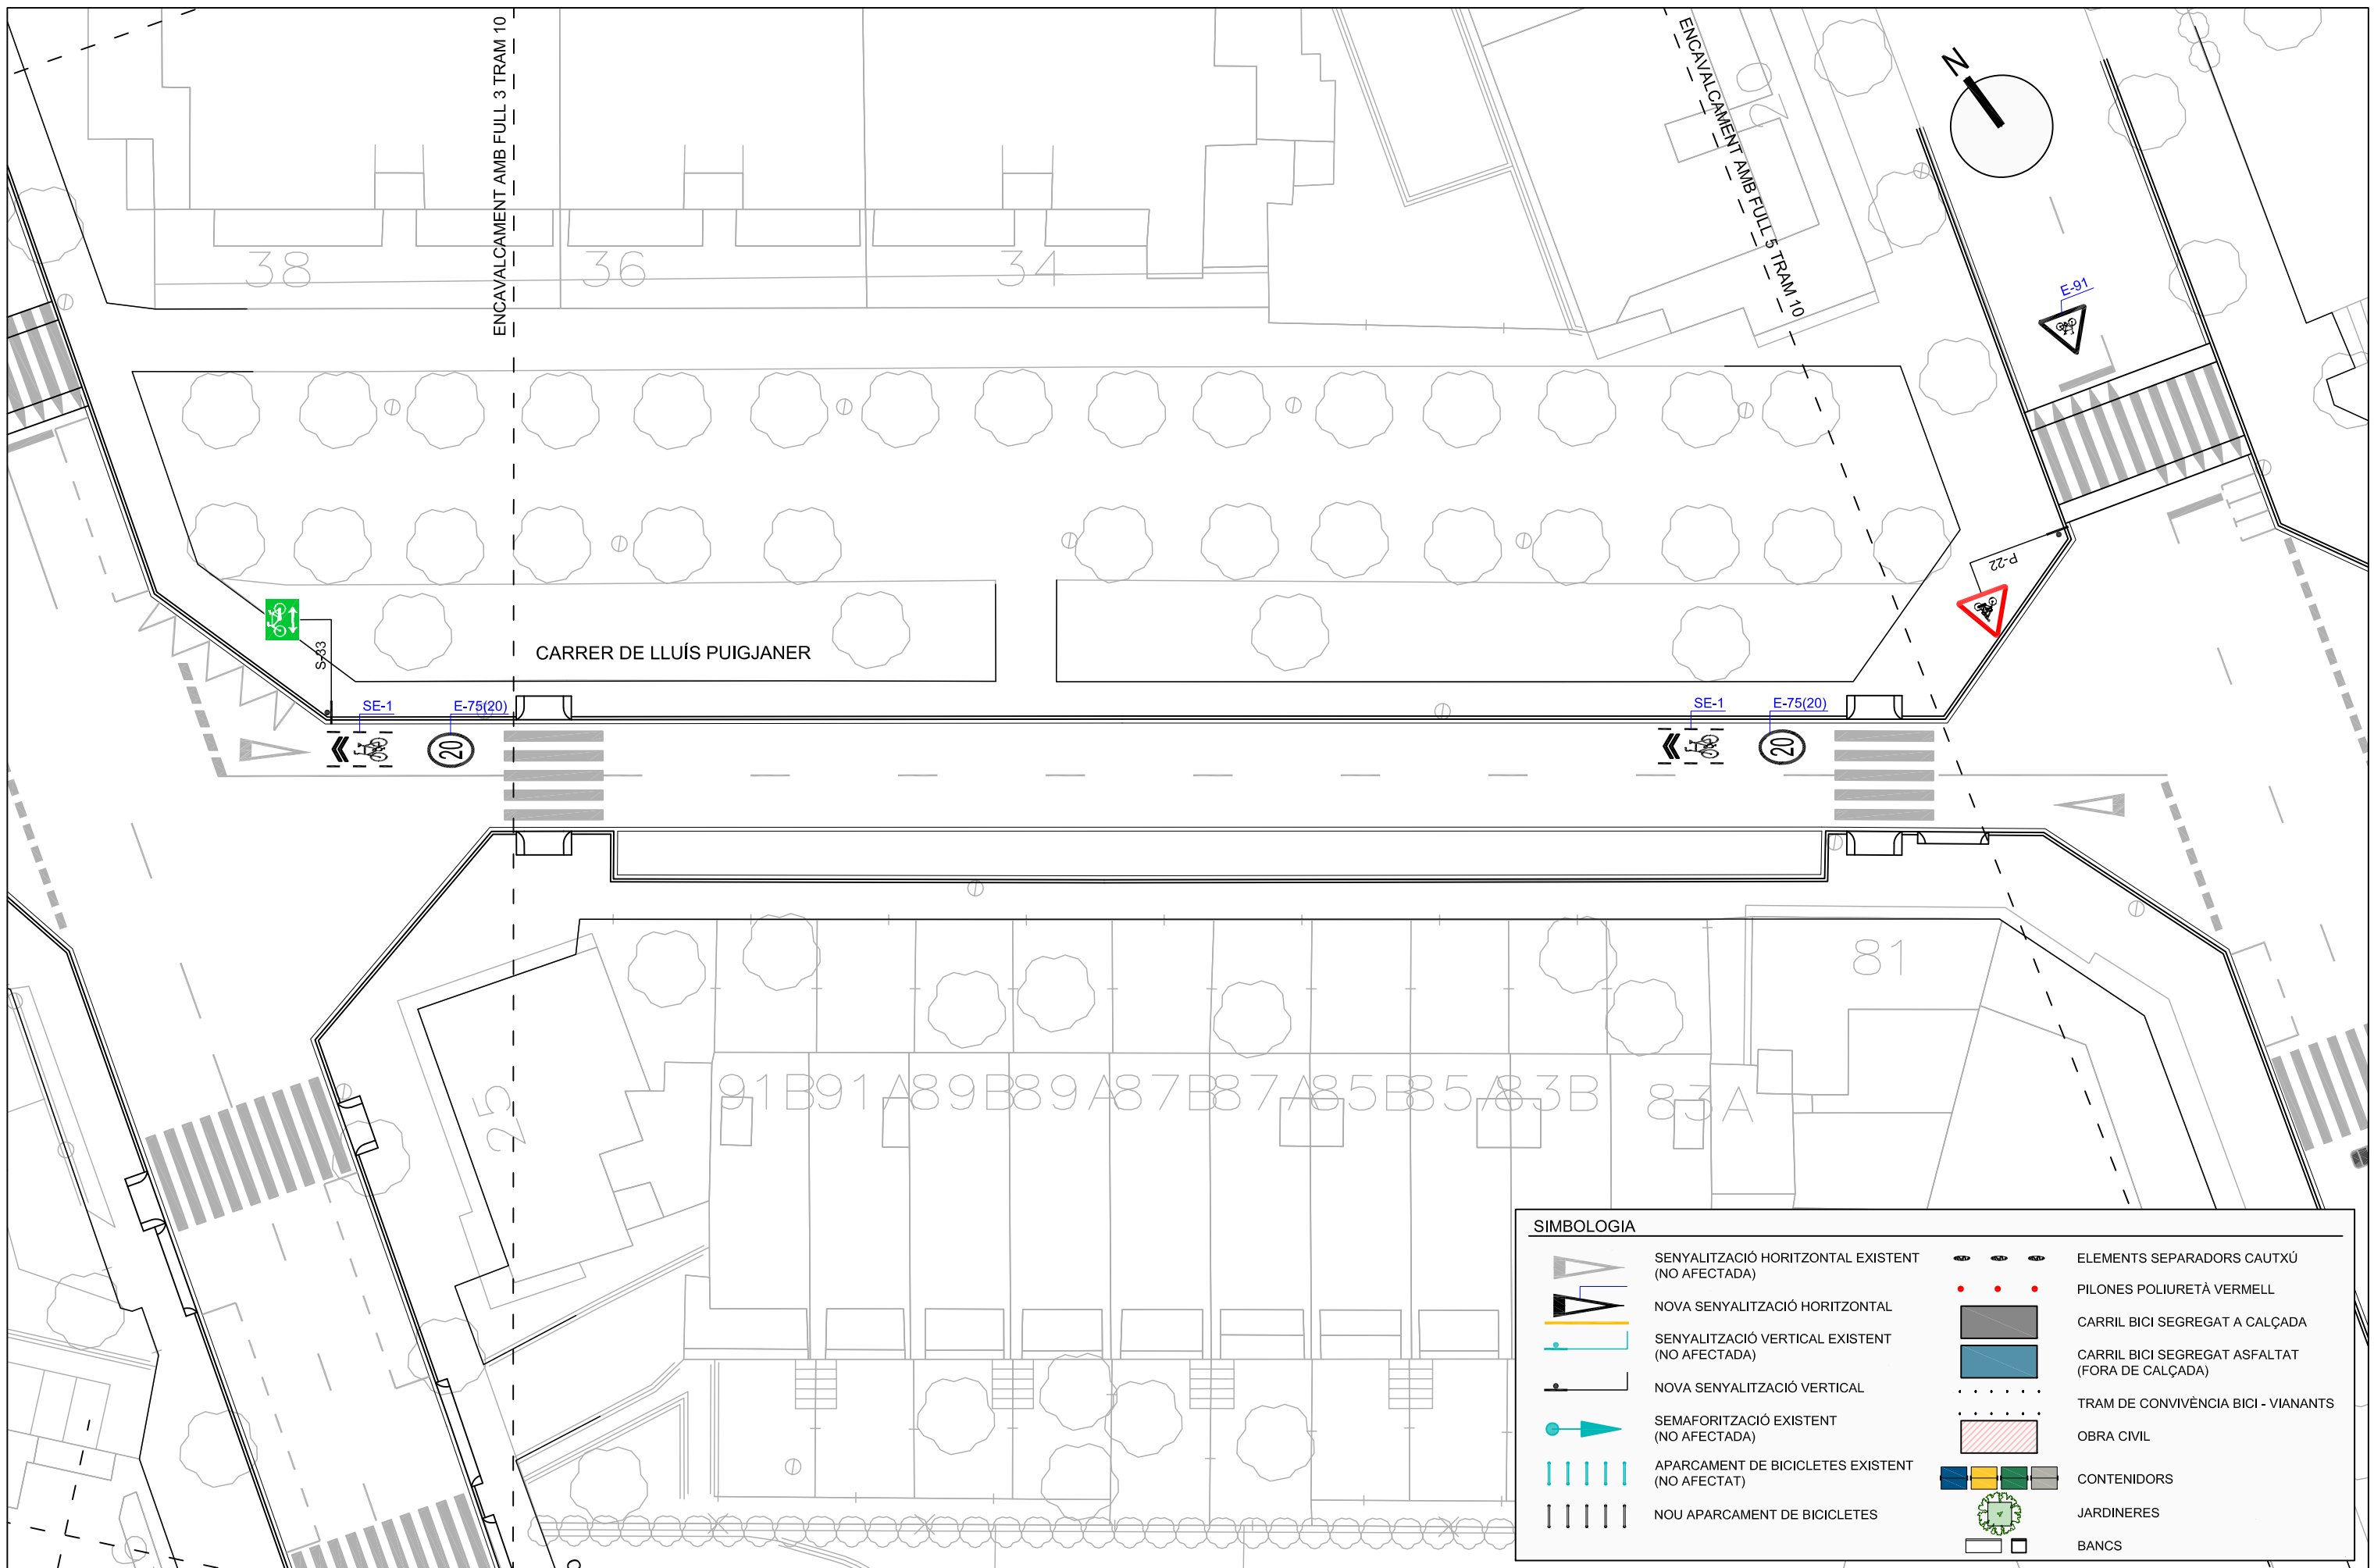 ENCAVALCAMENT AMB FULL 3 TRAM 10
ENCAVALCAMENT AMB FULL 5 TRAM 10
N
20
38
36
34
E-91
P-22
S-33
CARRER DE LLUÍS PUIGJANER
SE-1
E-75(20)
20
SE-1
E-75(20)
20
81
25
91B
91A
89B
89A
87B
87A
85B
85A
83B
83A
SIMBOLOGIA
SENYALITZACIÓ HORITZONTAL EXISTENT
(NO AFECTADA)
NOVA SENYALITZACIÓ HORITZONTAL
SENYALITZACIÓ VERTICAL EXISTENT
(NO AFECTADA)
NOVA SENYALITZACIÓ VERTICAL
SEMAFORITZACIÓ EXISTENT
(NO AFECTADA)
APARCAMENT DE BICICLETES EXISTENT
(NO AFECTAT)
NOU APARCAMENT DE BICICLETES
ELEMENTS SEPARADORS CAUTXÚ
PILONES POLIURETÀ VERMELL
CARRIL BICI SEGREGAT A CALÇADA
CARRIL BICI SEGREGAT ASFALTAT
(FORA DE CALÇADA)
TRAM DE CONVIVÈNCIA BICI - VIANANTS
OBRA CIVIL
CONTENIDORS
JARDINERES
BANCS